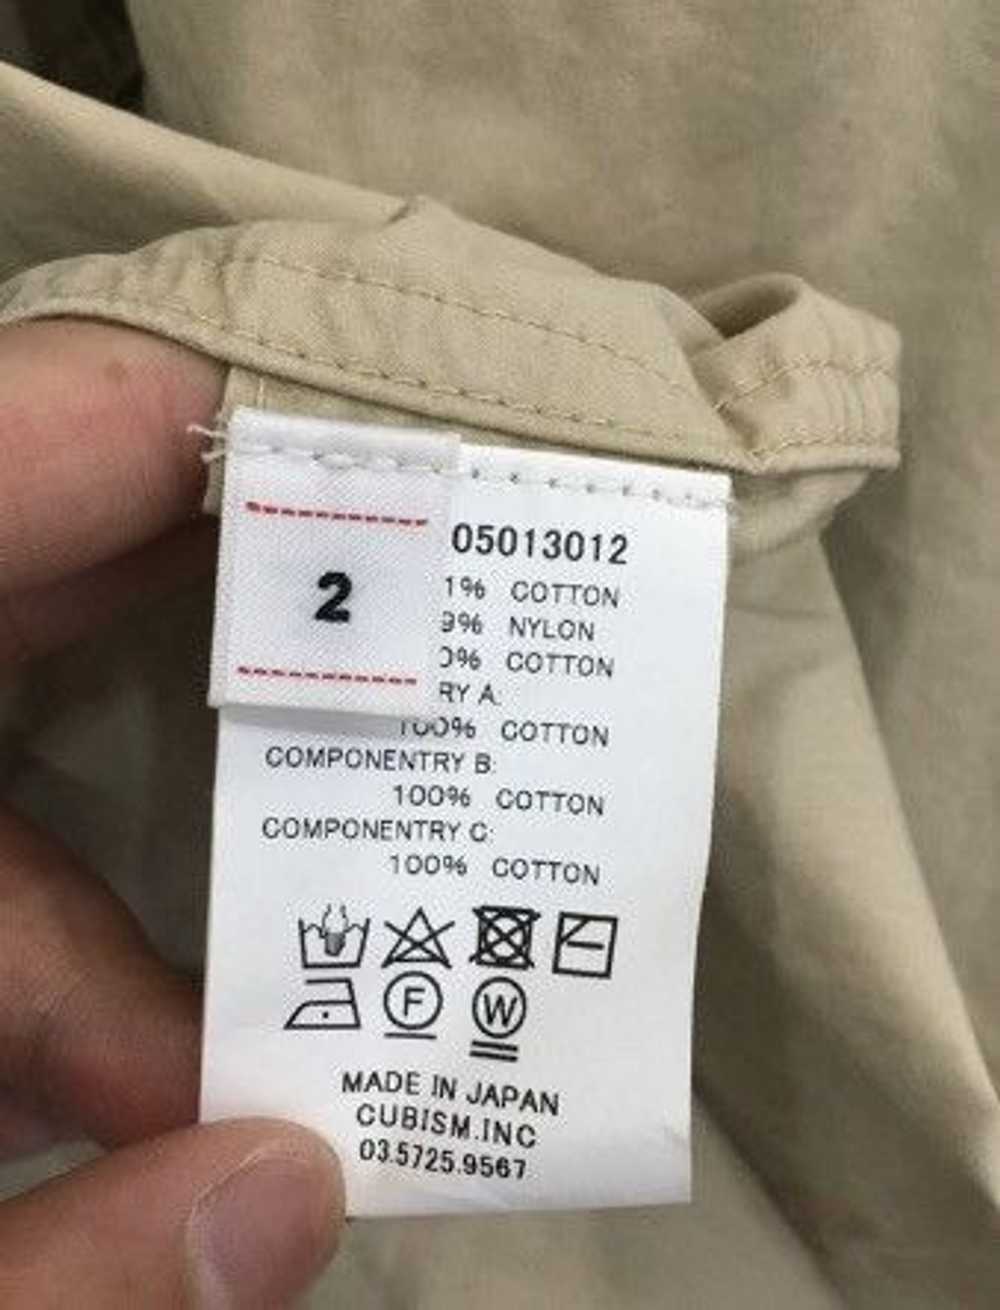 2
05013012
1% COTTON
9% NYLON
0% COTTON
RY A:
100% COTTON
COMPONENTRY B:
100% COTTON
COMPONENTRY C:
100% COTTON
F
W
MADE IN JAPAN
CUBISM.INC
03.5725.9567